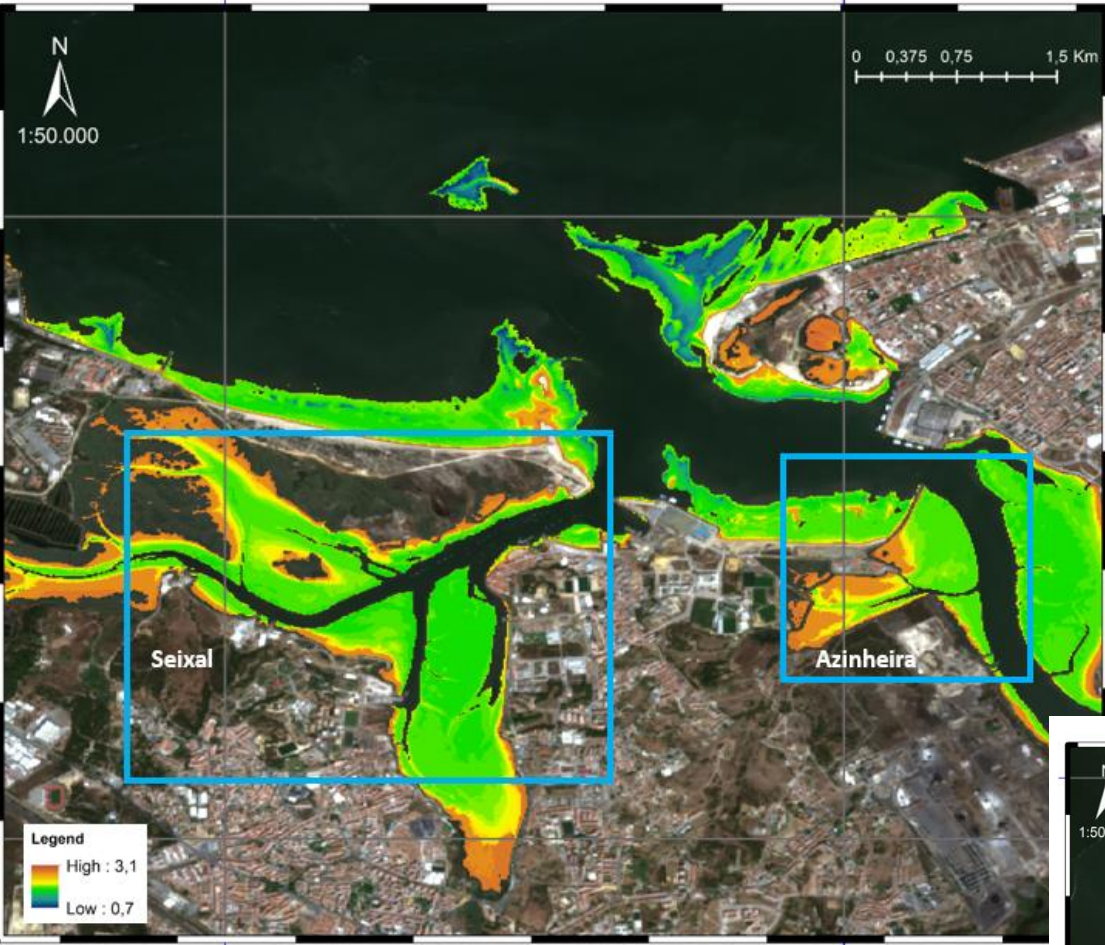 N
1:50.000
0 0,375 0,75 1,5 Km
Seixal
Azinheira
Legend
High : 3,1
Low : 0,7